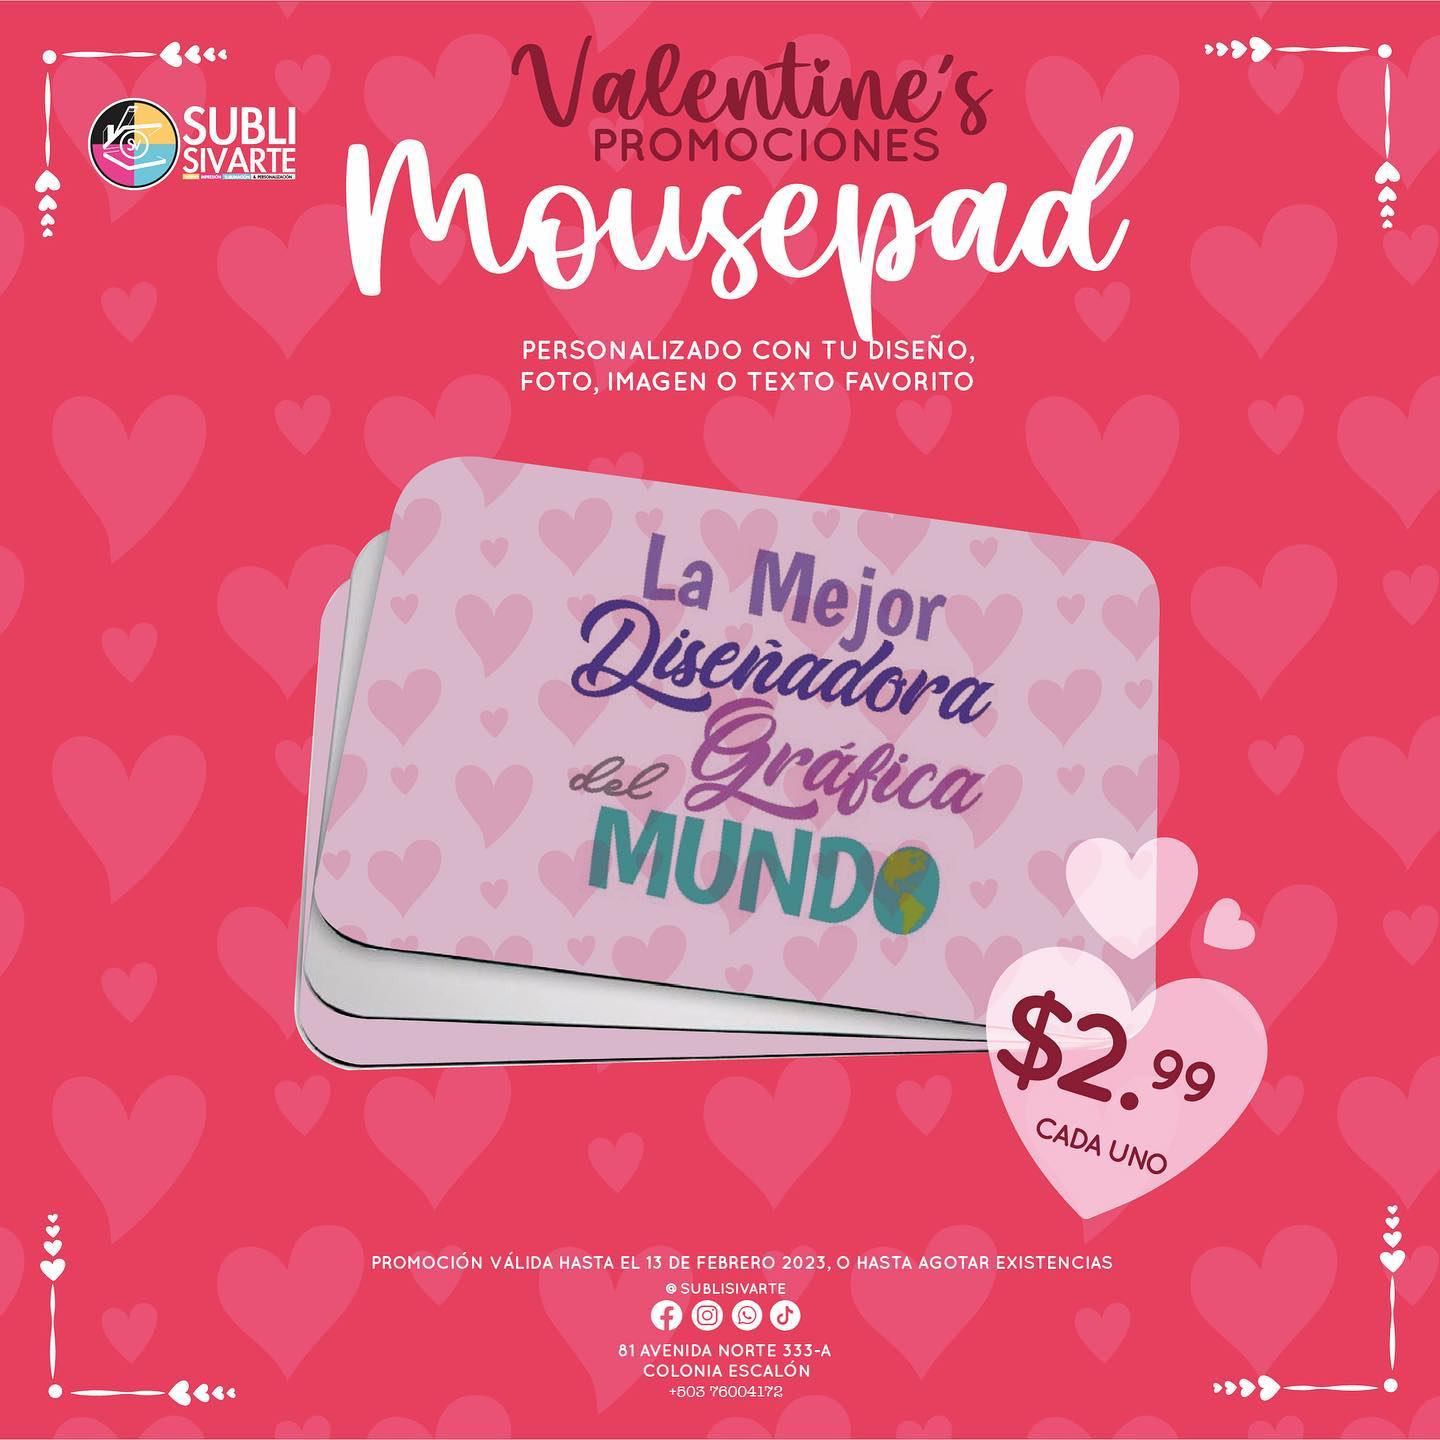 SUBLI
SIVARTE
Valentine's
PROMOCIONES
Mousepad
PERSONALIZADO CON TU DISEÑO,
FOTO, IMAGEN O TEXTO FAVORITO
La Mejor
Diseñadora
Gráfica
del
MUNDO
$2.99
CADA UNO
PROMOCIÓN VÁLIDA HASTA EL 13 DE FEBRERO 2023, O HASTA AGOTAR EXISTENCIAS
@SUBLISIVARTE
81 AVENIDA NORTE 333-A
COLONIA ESCALÓN
+503 76004172